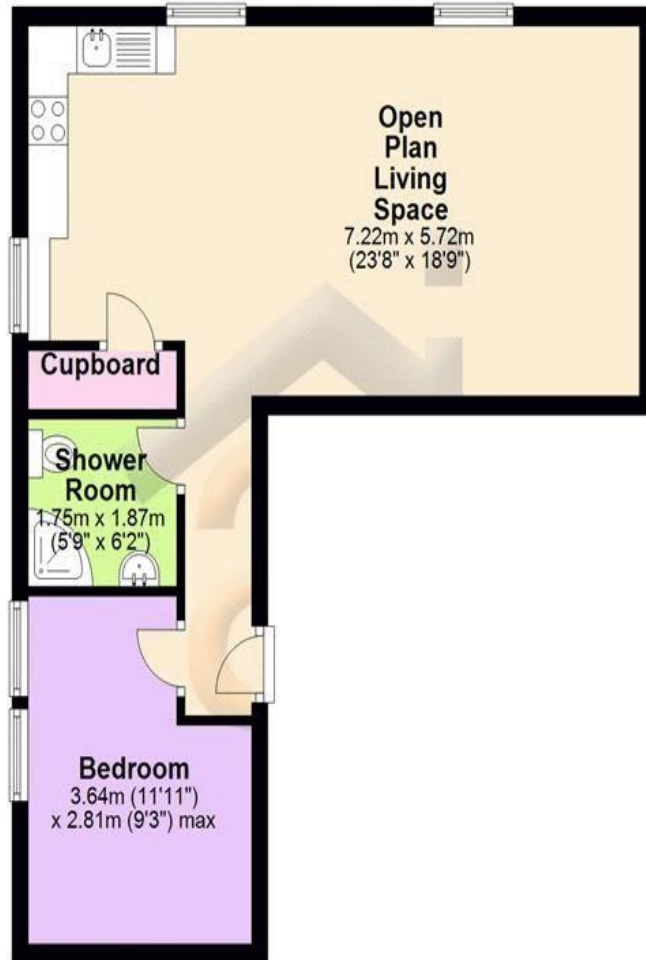 Open
Plan
Living
Space
7.22m x 5.72m
(23'8" x 18'9")
Cupboard
Shower
Room
1.75m x 1.87m
(5'9" x 6'2")
Bedroom
3.64m (11'11")
x 2.81m (9'3") max